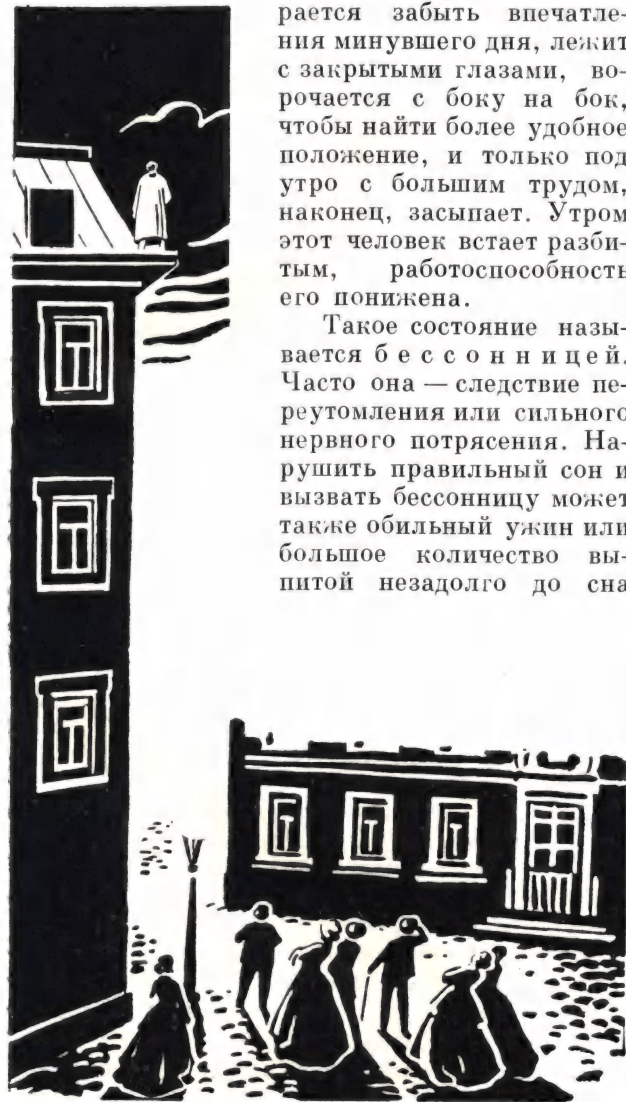 рается забыть впечатле-
ния минувшего дня, лежит
с закрытыми глазами, во-
рочается с боку на бок,
чтобы найти более удобное
положение, и только под
утро с большим трудом,
наконец, засыпает. Утром
этот человек встает разби-
тым, работоспособность
его понижена.
Такое состояние назы-
вается бессонницей.
Часто она — следствие пе-
реутомления или сильного
нервного потрясения. На-
рушить правильный сон и
вызвать бессонницу может
также обильный ужин или
большое количество вы-
питой незадолго до сна